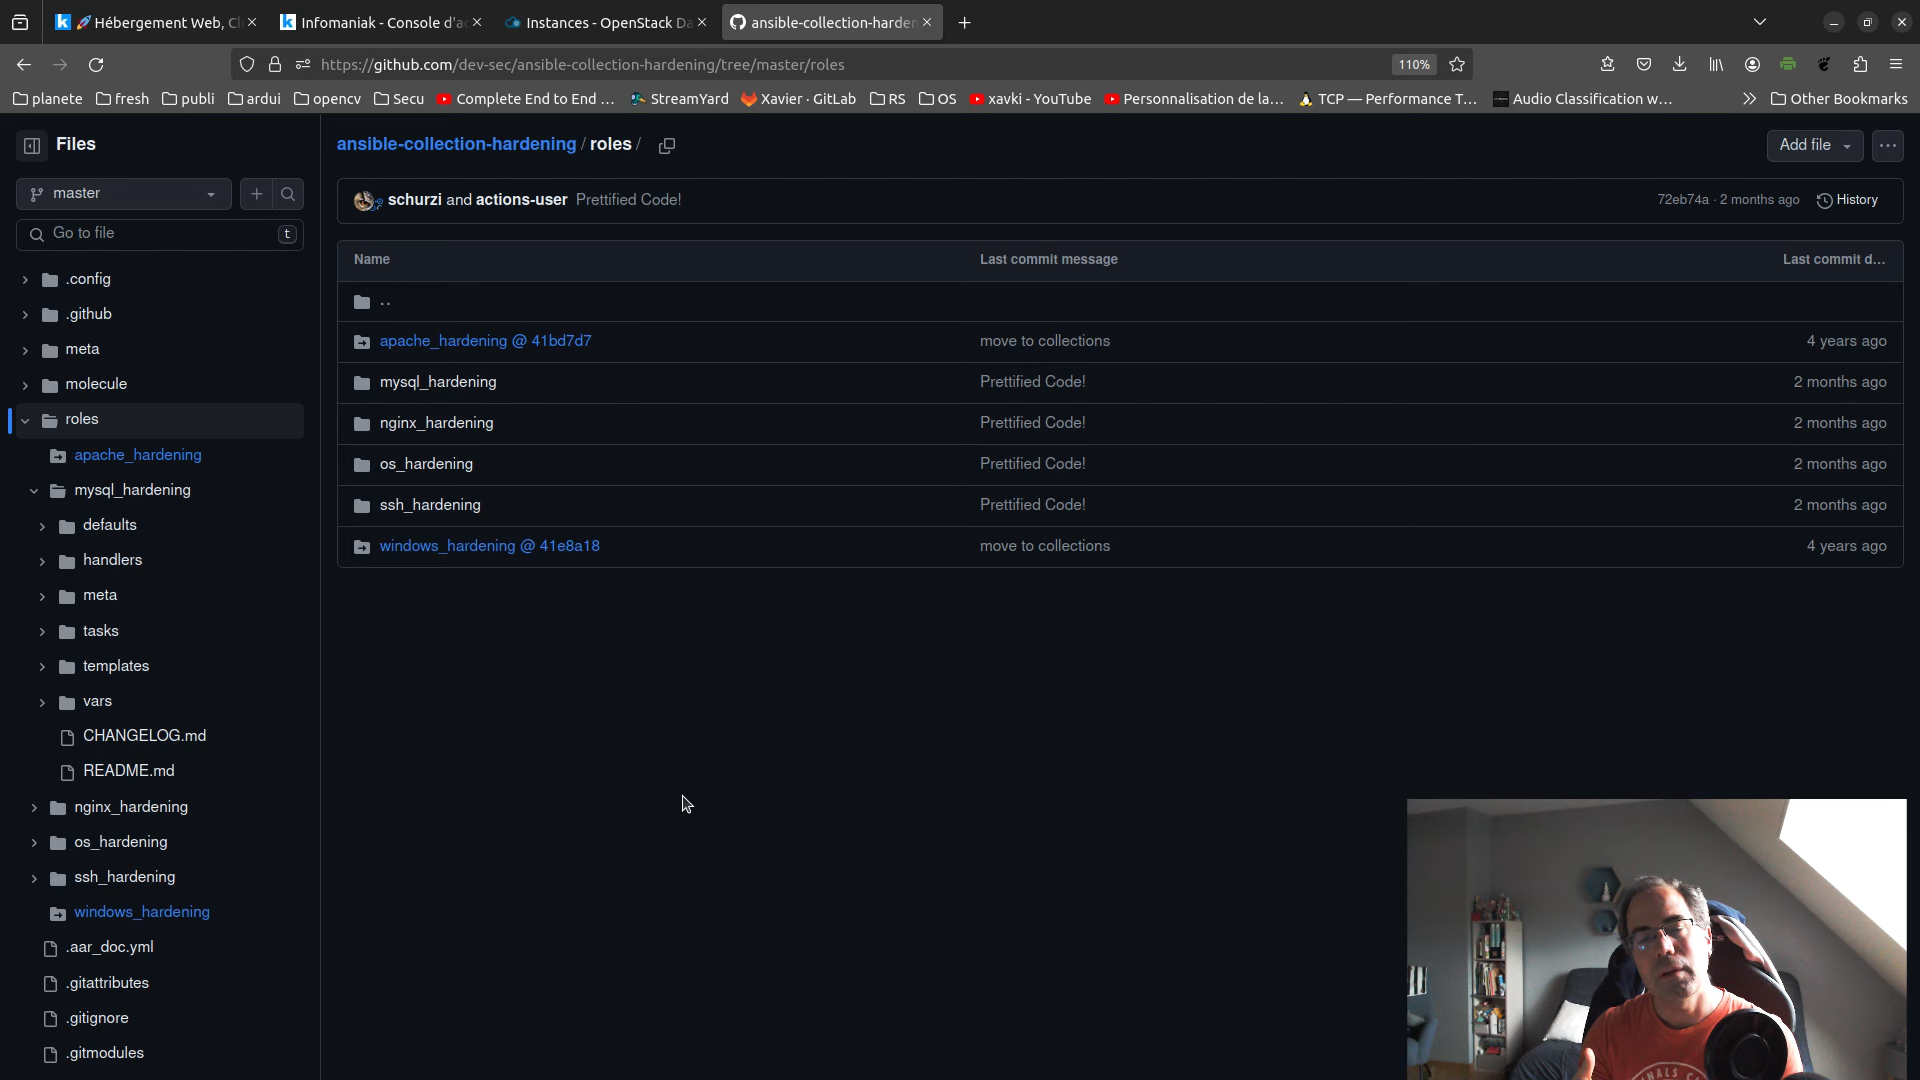 🚀 Hébergement Web, Cl
Infomaniak - Console d'a
Instances - OpenStack Da
ansible-collection-harden
https://github.com/dev-sec/ansible-collection-hardening/tree/master/roles
110%
planete
fresh
publi
ardui
opencv
Secu
Complete End to End ...
StreamYard
Xavier · GitLab
RS
OS
xavki - YouTube
Personnalisation de la...
TCP — Performance T...
Audio Classification w...
Other Bookmarks
Files
ansible-collection-hardening / roles /
Add file
master
schurzi and actions-user Prettified Code!
72eb74a · 2 months ago
History
Go to file
t
Name Last commit message Last commit d...
..
apache_hardening @ 41bd7d7 move to collections 4 years ago
mysql_hardening Prettified Code! 2 months ago
nginx_hardening Prettified Code! 2 months ago
os_hardening Prettified Code! 2 months ago
ssh_hardening Prettified Code! 2 months ago
windows_hardening @ 41e8a18 move to collections 4 years ago
.config
.github
meta
molecule
roles
apache_hardening
mysql_hardening
defaults
handlers
meta
tasks
templates
vars
CHANGELOG.md
README.md
nginx_hardening
os_hardening
ssh_hardening
windows_hardening
.aar_doc.yml
.gitattributes
.gitignore
.gitmodules